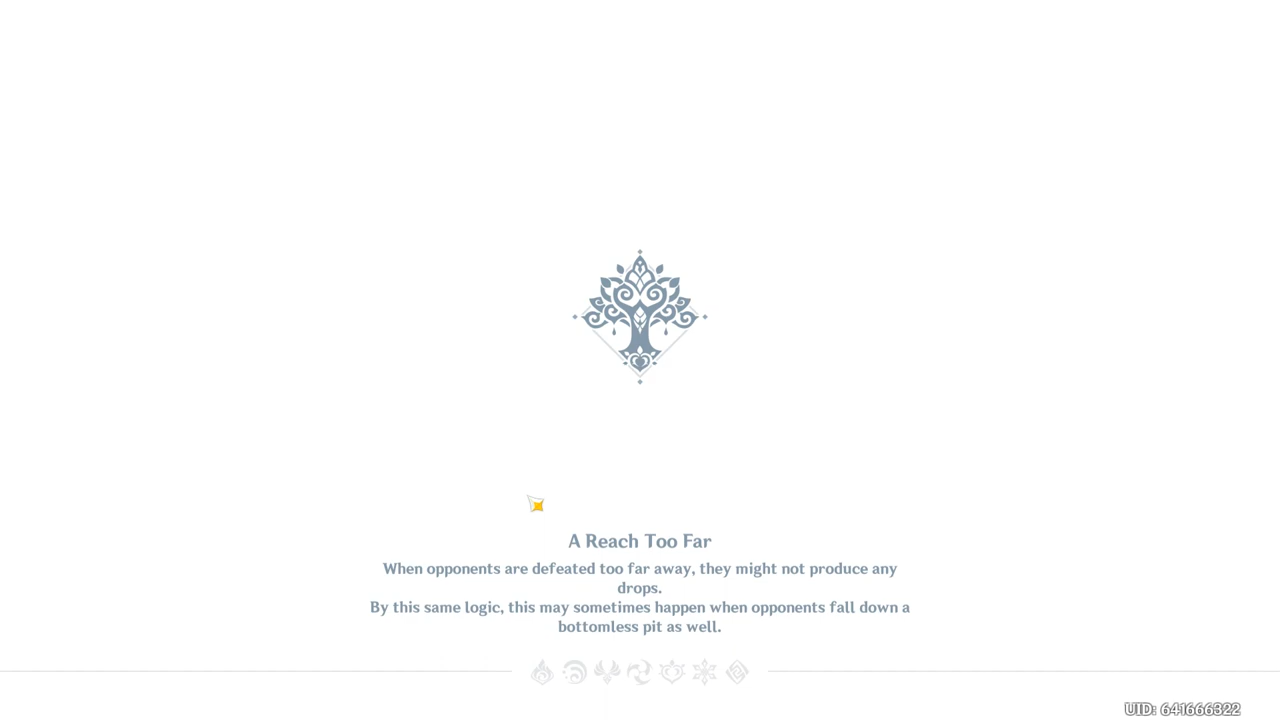 A Reach Too Far
When opponents are defeated too far away, they might not produce any
drops.
By this same logic, this may sometimes happen when opponents fall down a
bottomless pit as well.
UID: 641666322